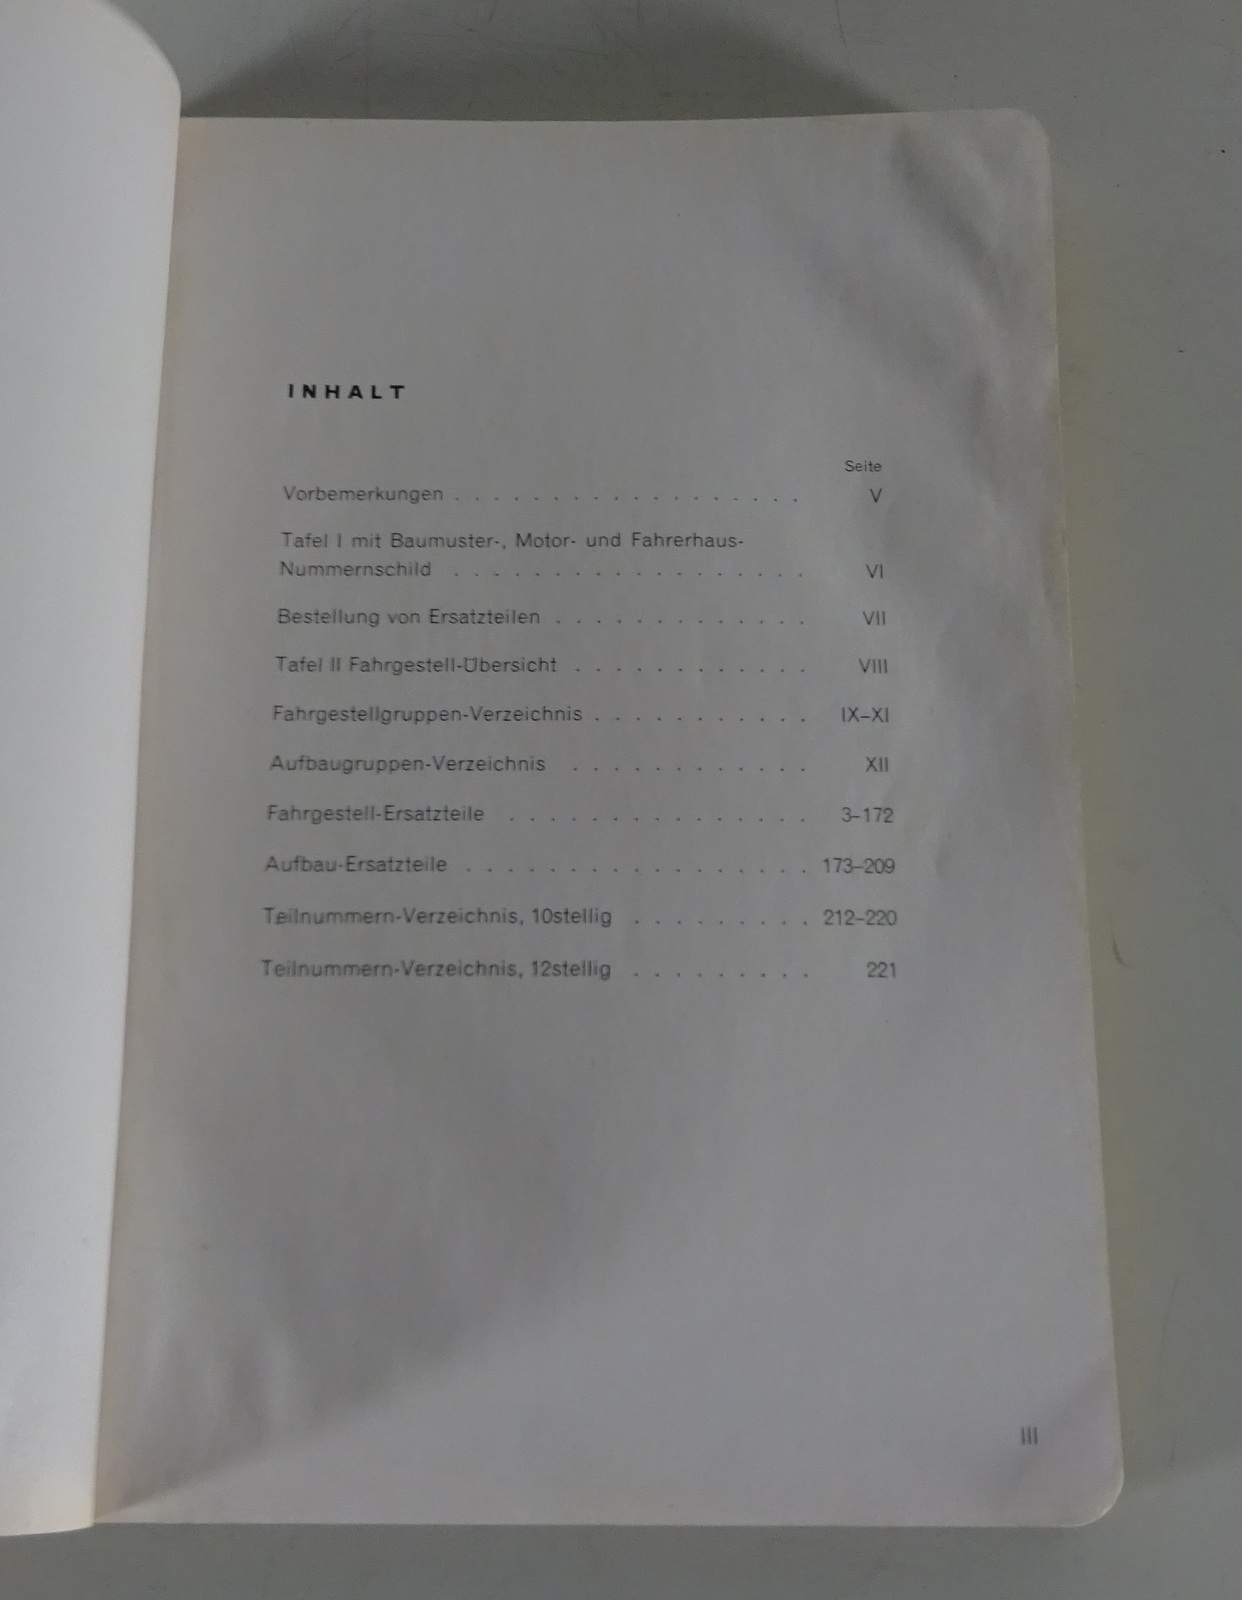 INHALT
Seite
Vorbemerkungen . . . . . . . . . . . . . . . . . . V
Tafel I mit Baumuster-, Motor- und Fahrerhaus-
Nummernschild . . . . . . . . . . . . . . . . . . VI
Bestellung von Ersatzteilen . . . . . . . . . . . . . VII
Tafel II Fahrgestell-Übersicht . . . . . . . . . . . . VIII
Fahrgestellgruppen-Verzeichnis . . . . . . . . . . . IX–XI
Aufbaugruppen-Verzeichnis . . . . . . . . . . . . XII
Fahrgestell-Ersatzteile . . . . . . . . . . . . . . . 3–172
Aufbau-Ersatzteile . . . . . . . . . . . . . . . . . 173–209
Teilnummern-Verzeichnis, 10stellig . . . . . . . . . 212–220
Teilnummern-Verzeichnis, 12stellig . . . . . . . . . 221
III